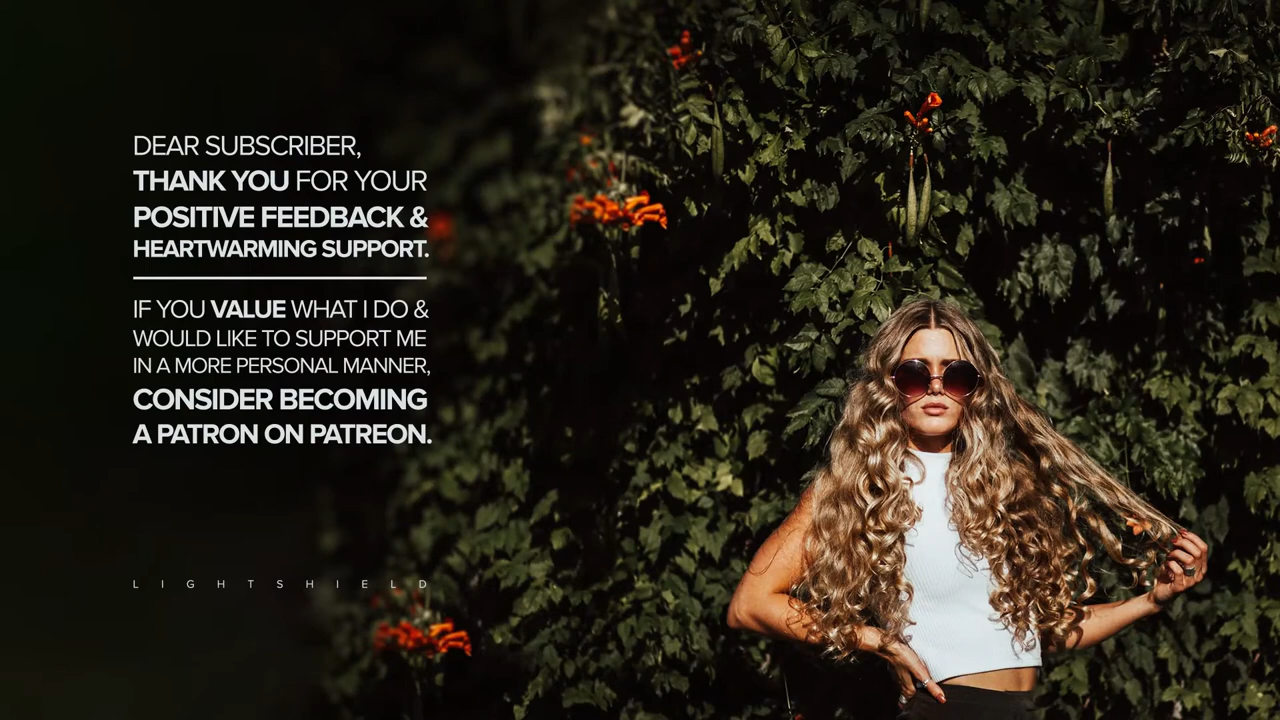 DEAR SUBSCRIBER,
THANK YOU FOR YOUR
POSITIVE FEEDBACK &
HEARTWARMING SUPPORT.
IF YOU VALUE WHAT I DO &
WOULD LIKE TO SUPPORT ME
IN A MORE PERSONAL MANNER,
CONSIDER BECOMING
A PATRON ON PATREON.
LIGHTSHIELD